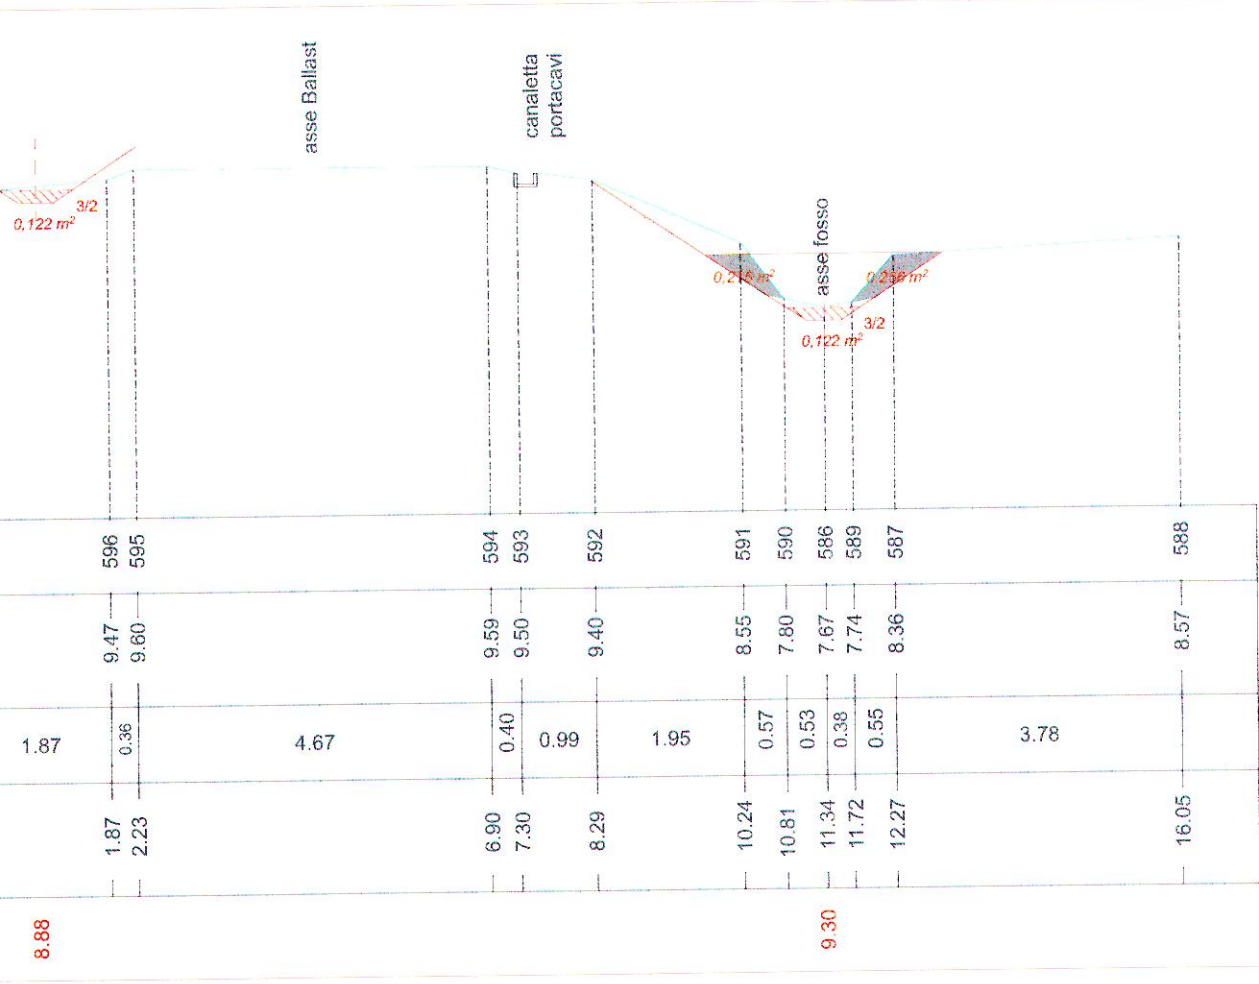 asse Ballast
canaletta
portacavi
asse fosso
3/2
0,122 m²
0,215 m²
0,256 m²
3/2
0,122 m²
596 595 594 593 592 591 590 586 589 587 588
9.47 9.60 9.59 9.50 9.40 8.55 7.80 7.67 7.74 8.36 8.57
1.87 0.36 4.67 0.40 0.99 1.95 0.57 0.53 0.38 0.55 3.78
1.87 2.23 6.90 7.30 8.29 10.24 10.81 11.34 11.72 12.27 16.05
8.88 9.30